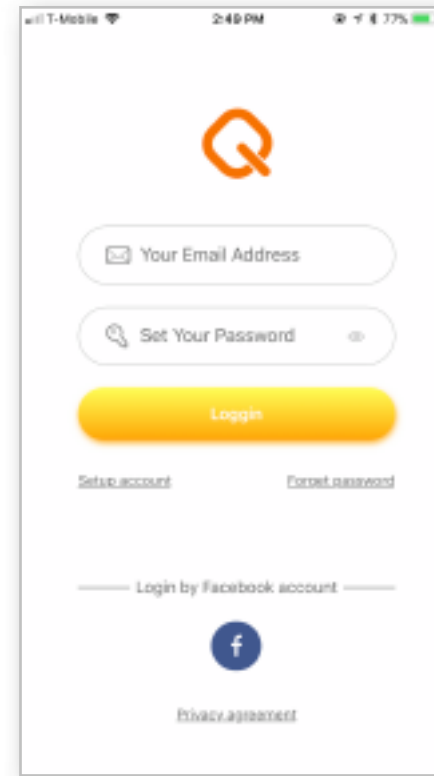 T-Mobile 2:49 PM 77%
Your Email Address
Set Your Password
Loggin
Setup account Forget password
Login by Facebook account
f
Privacy agreement